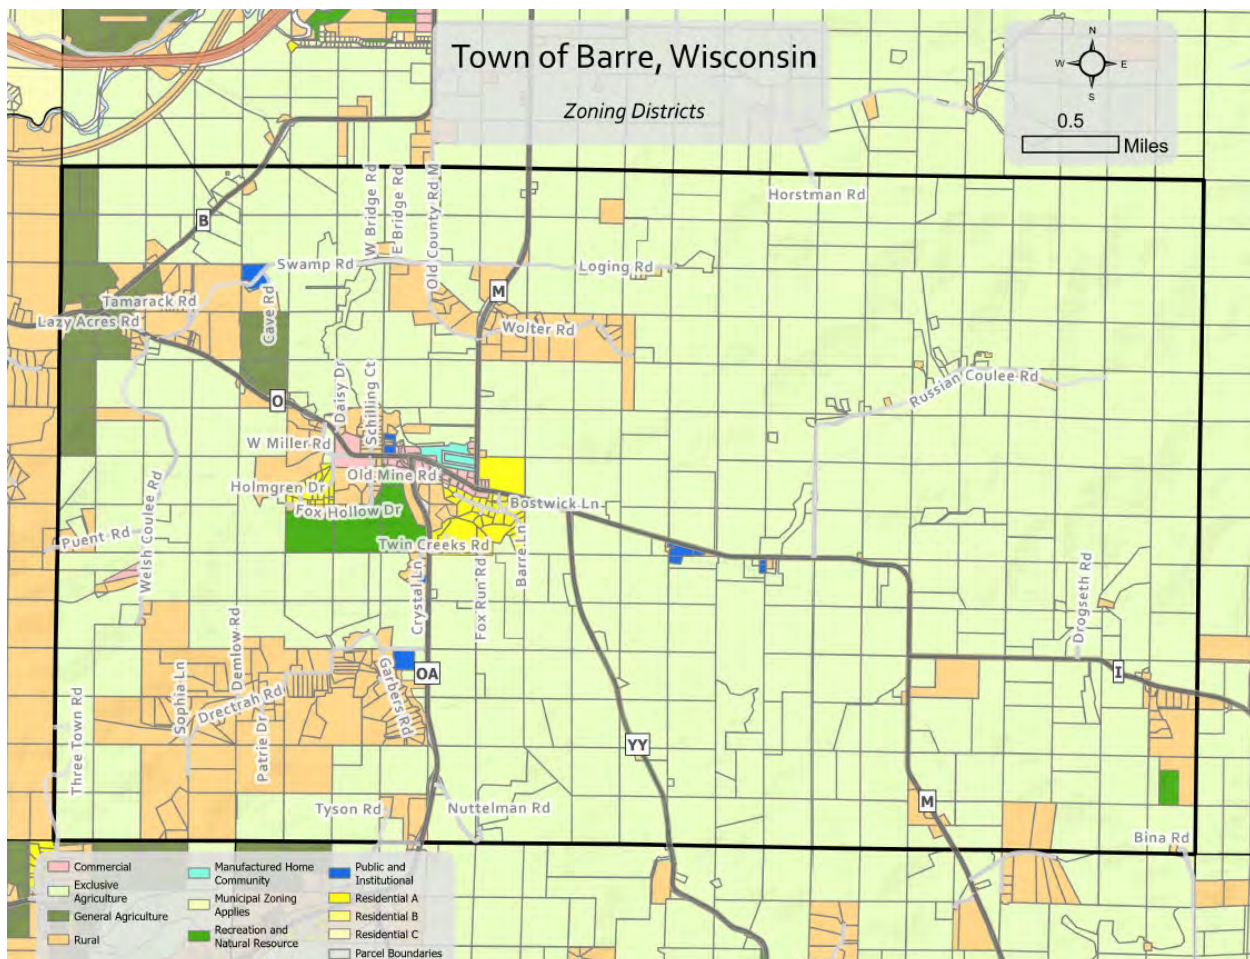 Town of Barre, Wisconsin
Zoning Districts
N
W
E
S
0.5
Miles
W Bridge Rd
E Bridge Rd
Old County Rd M
Horstman Rd
B
Swamp Rd
Loging Rd
Tamarack Rd
M
Lazy Acres Rd
Cave Rd
Wolter Rd
Russian Coulee Rd
O
Daisy Dr
Schilling Ct
W Miller Rd
Old Mine Rd
Holmgren Dr
Welsh Coulee Rd
Bostwick Ln
Fox Hollow Dr
Puent Rd
Twin Creeks Rd
Barre Ln
Crystal Ln
Fox Run Rd
Drogseth Rd
Demlow Rd
Sophia Ln
Garbers Rd
OA
I
Drectrah Rd
Three Town Rd
Patrie Dr
YY
Tyson Rd
Nuttelman Rd
M
Bina Rd
Commercial
Exclusive
Agriculture
General Agriculture
Rural
Manufactured Home
Community
Municipal Zoning
Applies
Recreation and
Natural Resource
Public and
Institutional
Residential A
Residential B
Residential C
Parcel Boundaries